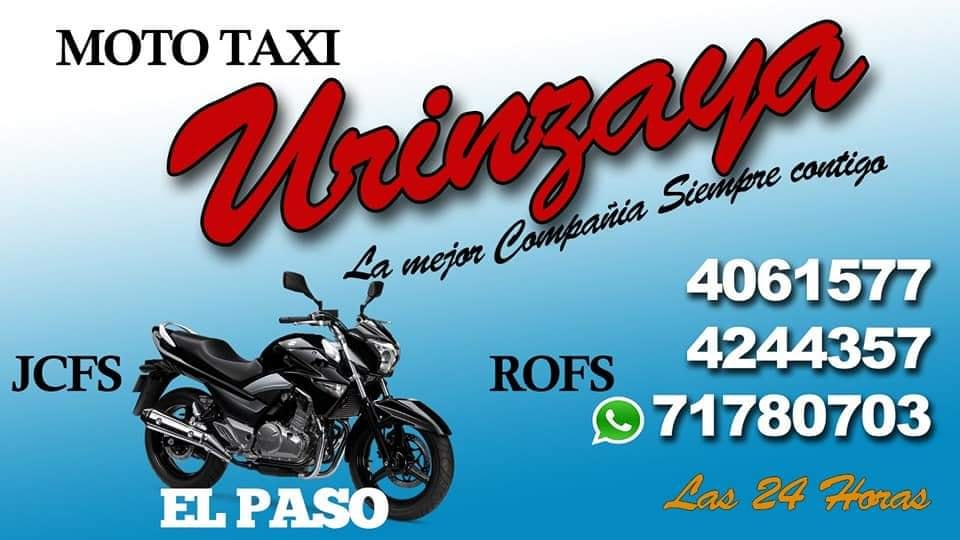 MOTO TAXI
Urinzaya
La mejor Compañia Siempre contigo
4061577
4244357
JCFS
ROFS
71780703
EL PASO
Las 24 Horas